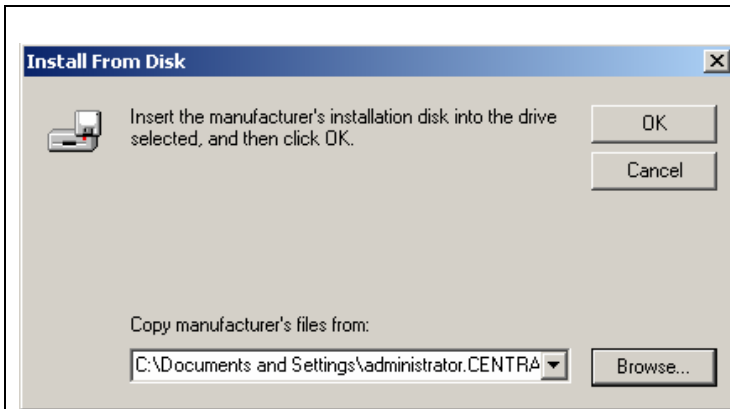 Install From Disk
Insert the manufacturer's installation disk into the drive
selected, and then click OK.
OK
Cancel
Copy manufacturer's files from:
C:\Documents and Settings\administrator.CENTRA
Browse...